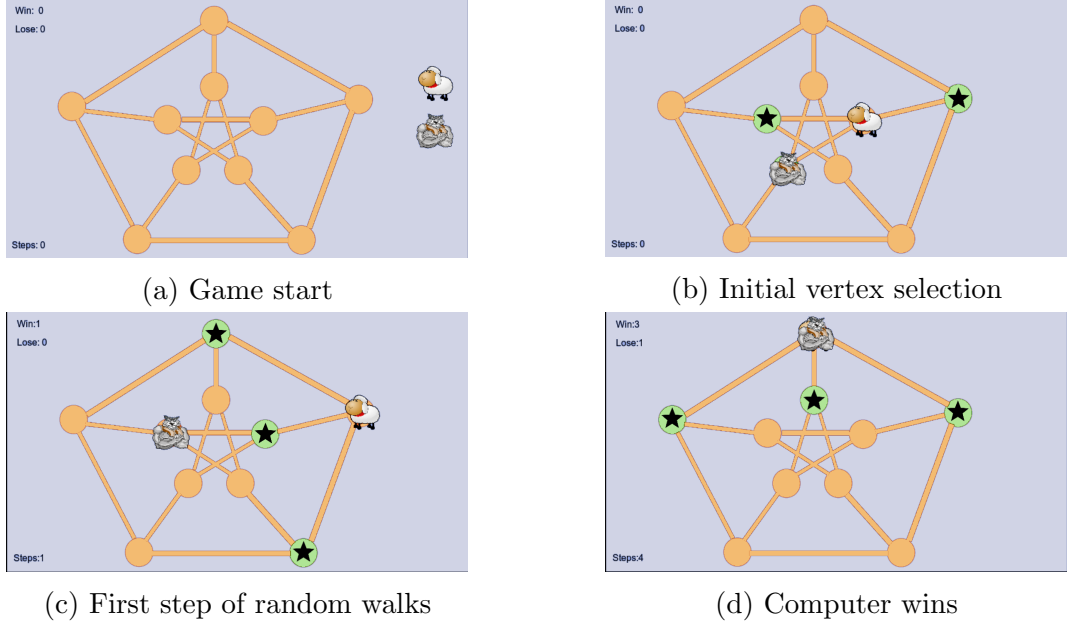 Win: 0
Lose: 0
Steps: 0
(a) Game start
Win: 0
Lose: 0
Steps: 0
(b) Initial vertex selection
Win:1
Lose: 0
Steps:1
(c) First step of random walks
Win:3
Lose:1
Steps:4
(d) Computer wins